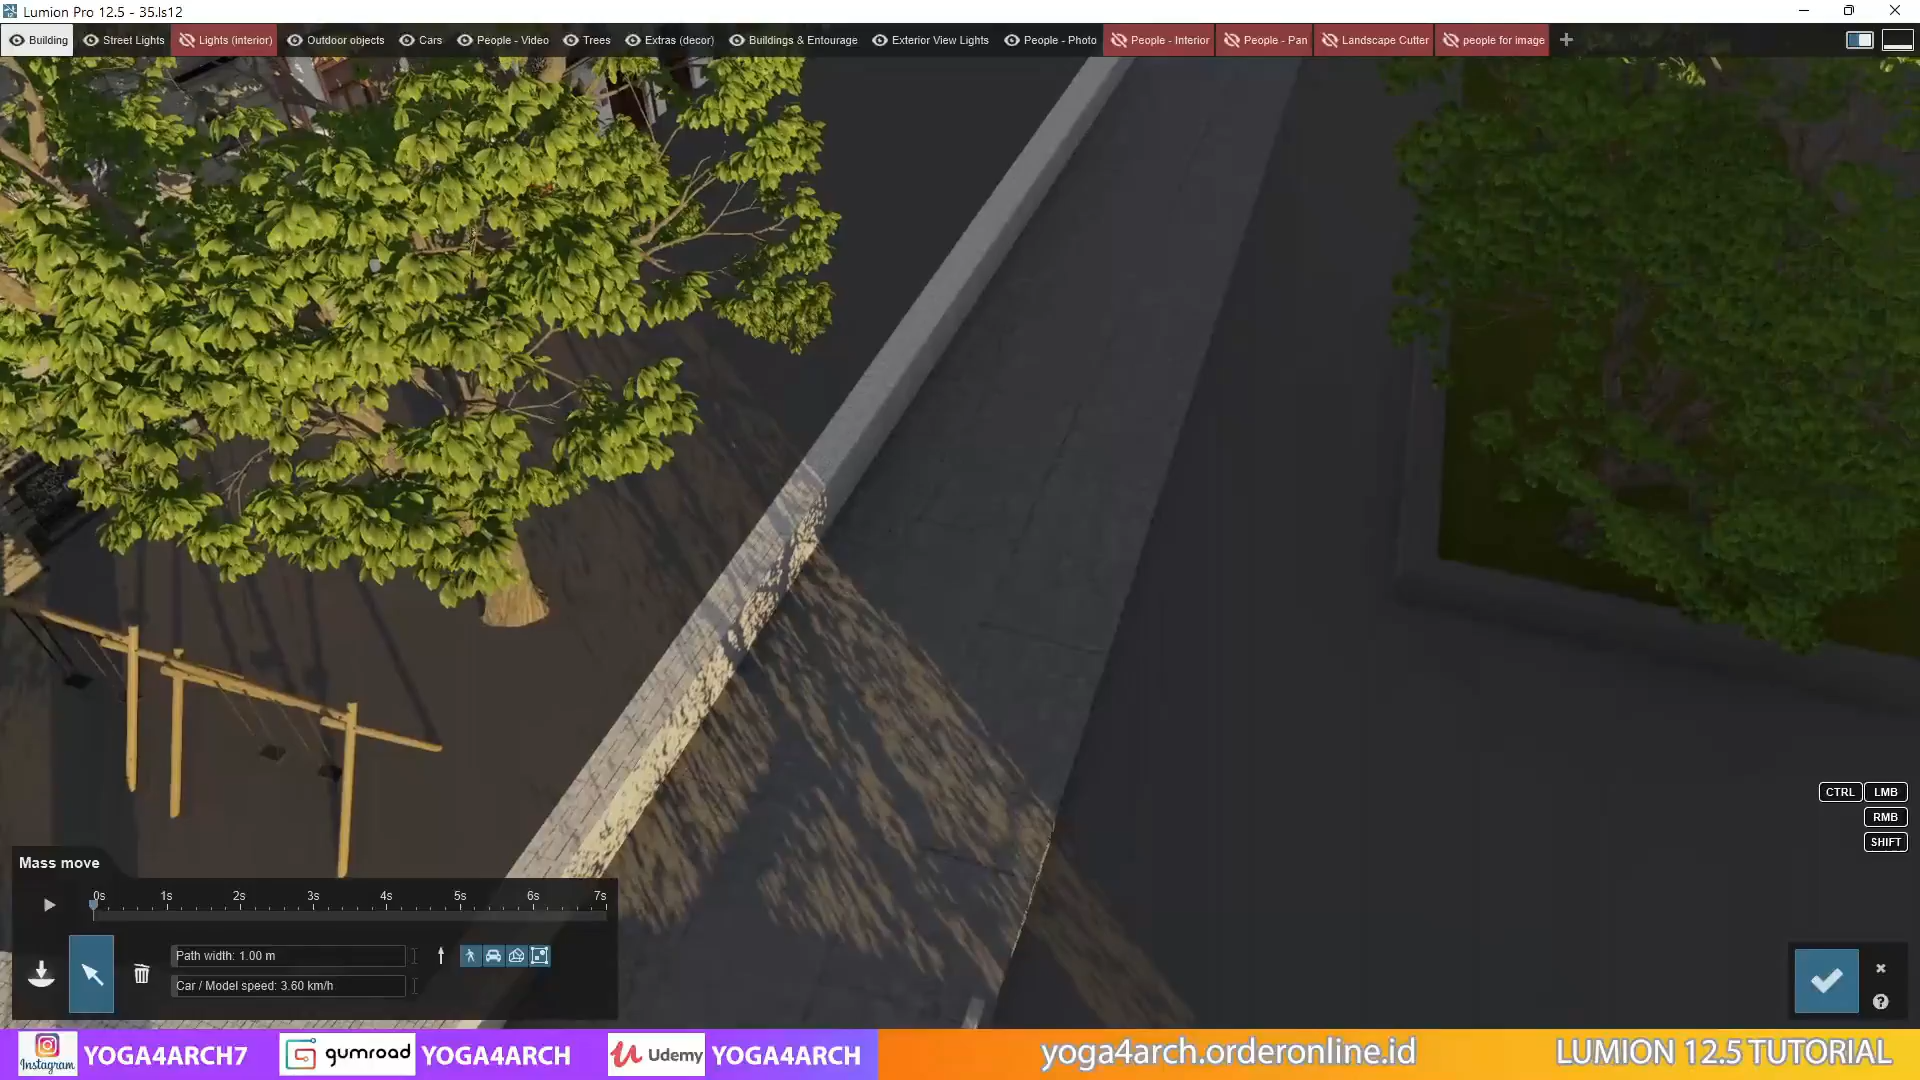 Lumion Pro 12.5 - 35.ls12
Building Street Lights Lights (interior) Outdoor objects Cars People - Video Trees Extras (decor) Buildings & Entourage Exterior View Lights People - Photo People - Interior People - Pan Landscape Cutter people for image
CTRL LMB
RMB
SHIFT
Mass move
0s 1s 2s 3s 4s 5s 6s 7s
Path width: 1.00 m
Car / Model speed: 3.60 km/h
Instagram YOGA4ARCH7 gumroad YOGA4ARCH Udemy YOGA4ARCH yoga4arch.orderonline.id LUMION 12.5 TUTORIAL